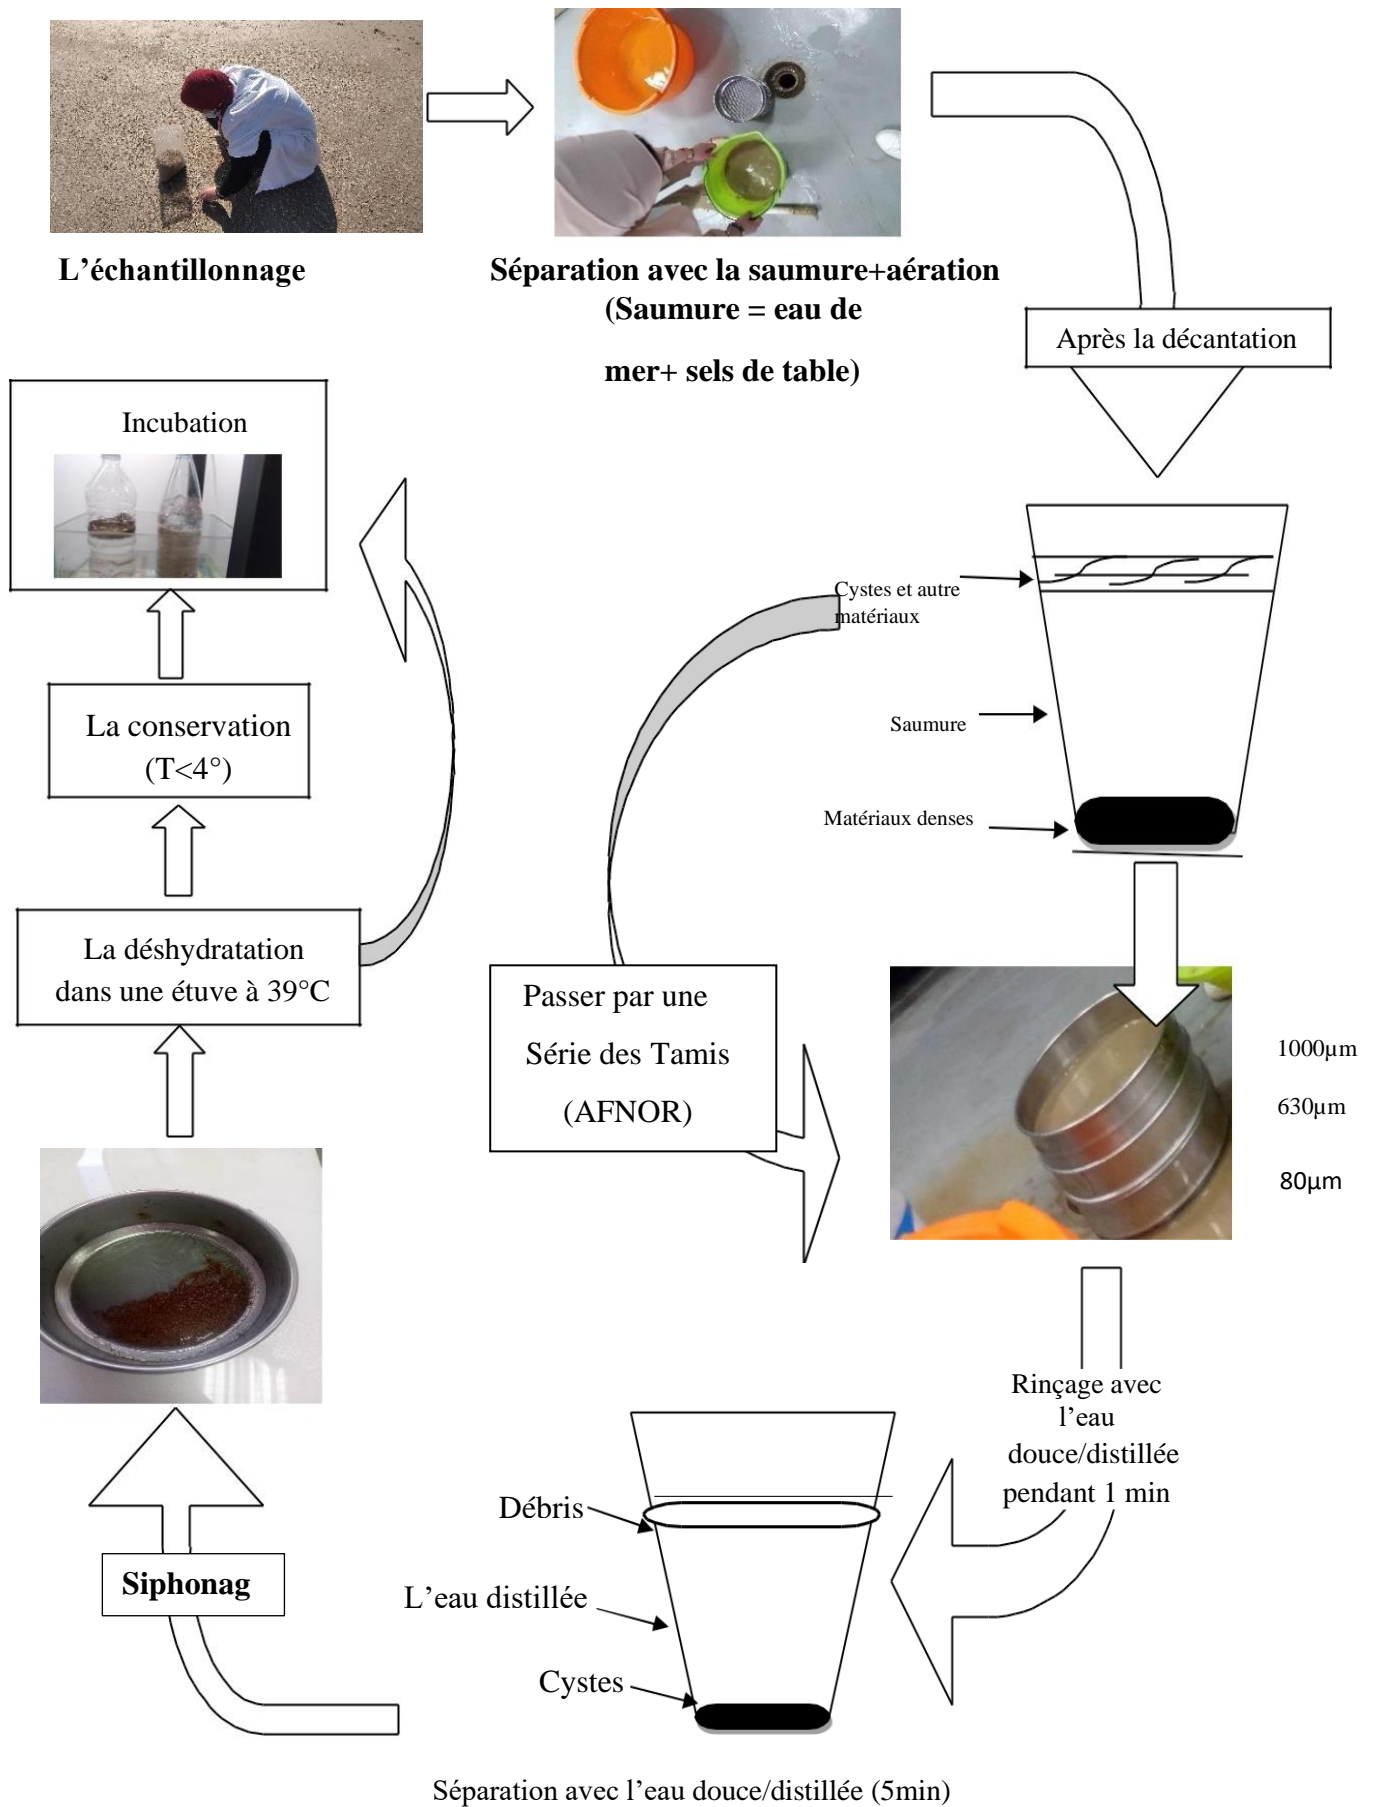 L’échantillonnage
Séparation avec la saumure+aération
(Saumure = eau de
mer+ sels de table)
Après la décantation
Cystes et autre
matériaux
Saumure
Matériaux denses
Passer par une
Série des Tamis
(AFNOR)
1000µm
630µm
80µm
Rinçage avec
l’eau
douce/distillée
pendant 1 min
Débris
L’eau distillée
Cystes
Séparation avec l’eau douce/distillée (5min)
Siphonag
La déshydratation
dans une étuve à 39°C
La conservation
(T<4°)
Incubation